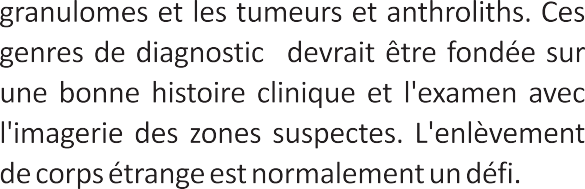 granulomes et les tumeurs et anthroliths. Ces
genres de diagnostic  devrait être fondée sur
une bonne histoire clinique et l'examen avec
l'imagerie des zones suspectes. L'enlèvement
de corps étrange est normalement un défi.